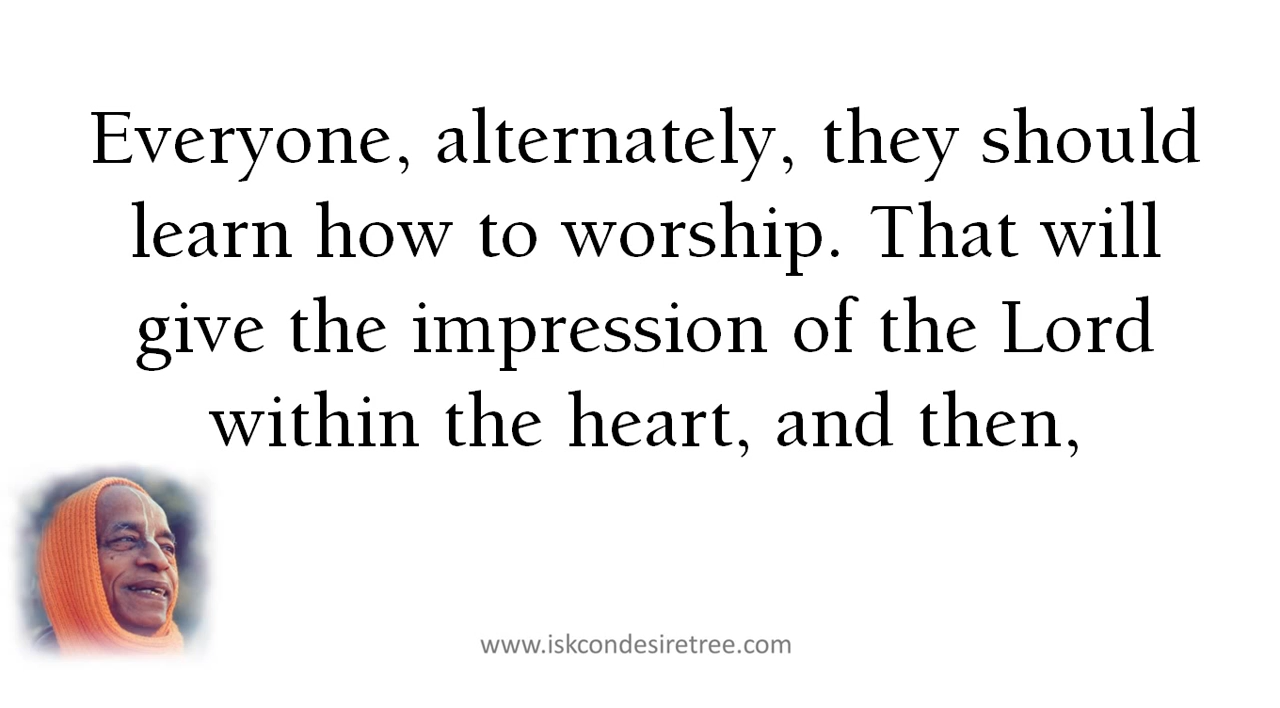 Everyone, alternately, they should
learn how to worship. That will
give the impression of the Lord
within the heart, and then,
www.iskcondesiretree.com